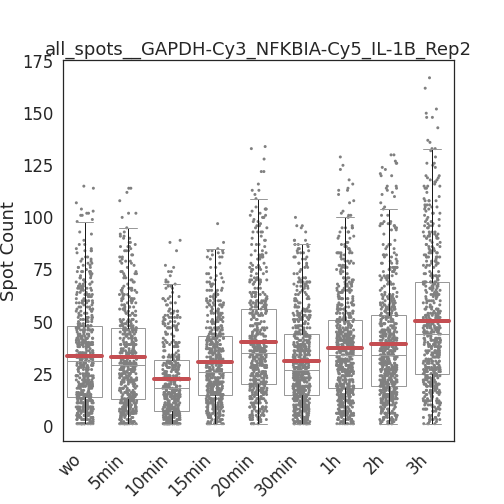 all_spots__GAPDH-Cy3_NFKBIA-Cy5_IL-1B_Rep2
175
150
125
100
75
50
25
0
Spot Count
wo
5min
10min
15min
20min
30min
1h
2h
3h